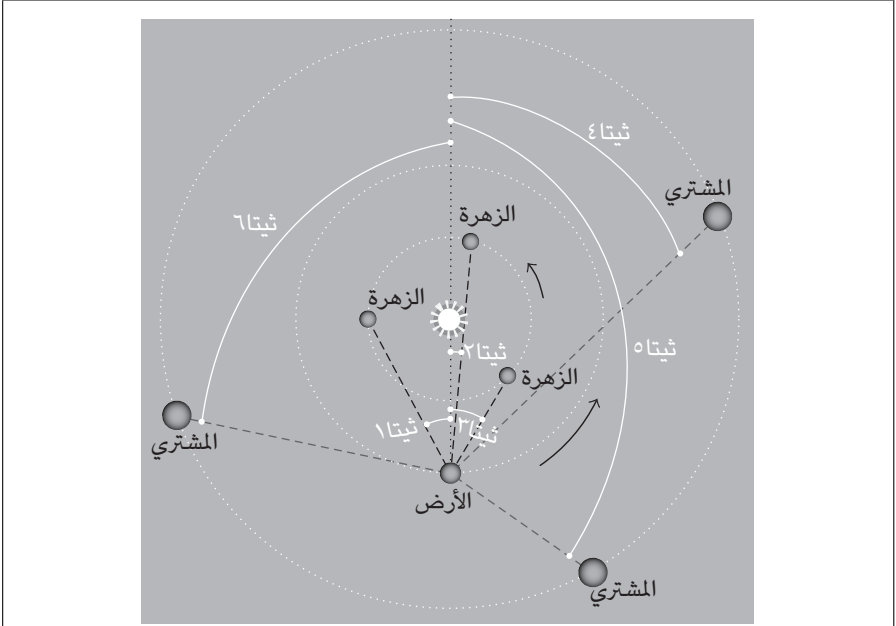 ثيتا٤
المشتري
الزهرة
ثيتا٦
الزهرة
ثيتا٢
ثيتا٥
الزهرة
ثيتا٣
ثيتا١
المشتري
الأرض
المشتري